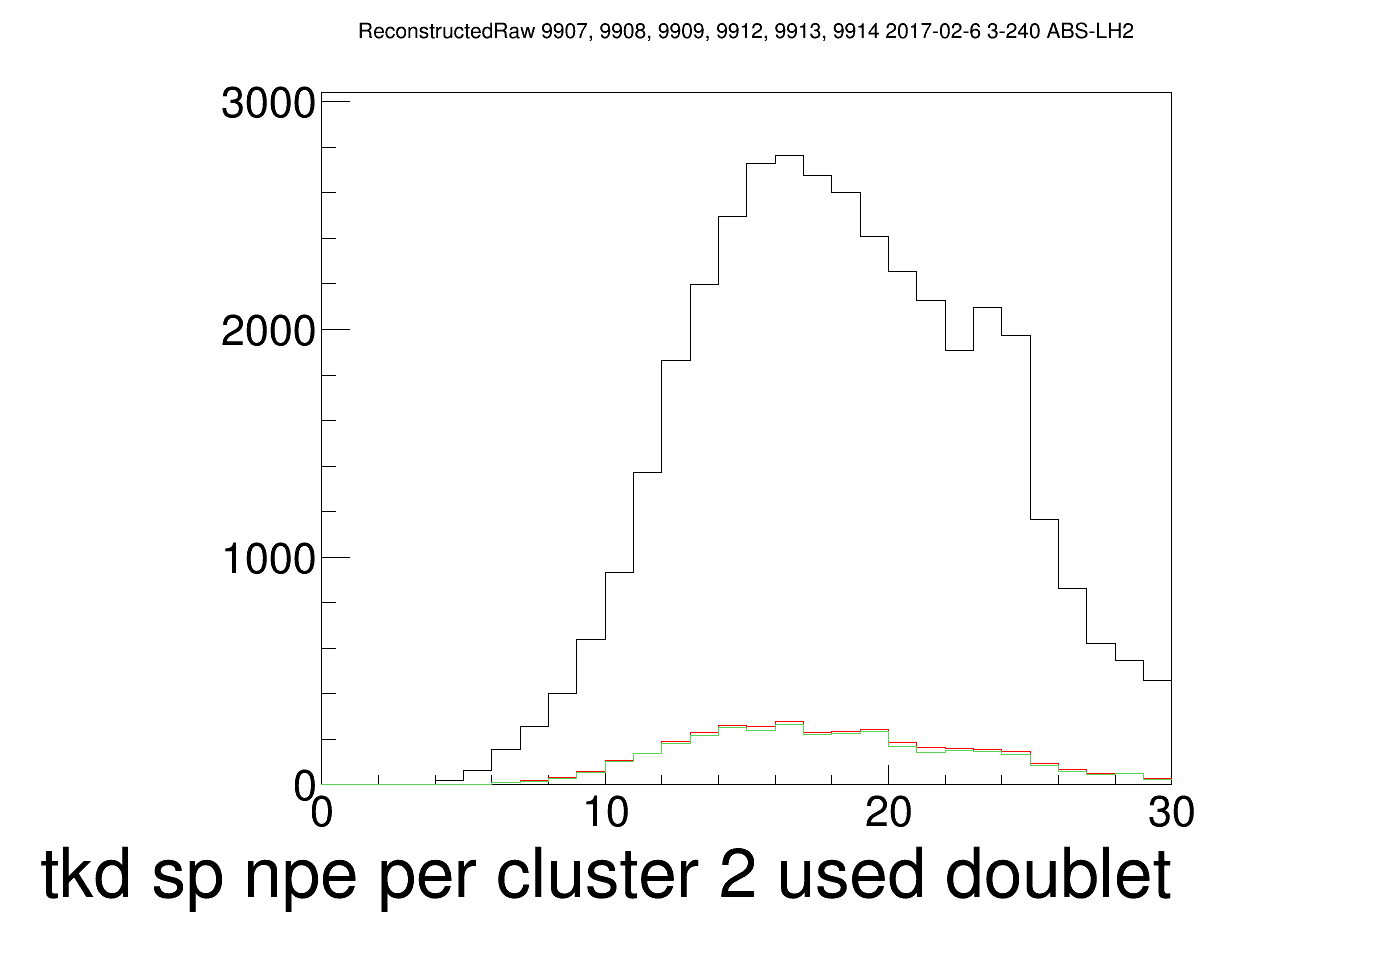 ReconstructedRaw 9907, 9908, 9909, 9912, 9913, 9914 2017-02-6 3-240 ABS-LH2
3000
2000
1000
0
0 10 20 30
tkd sp npe per cluster 2 used doublet